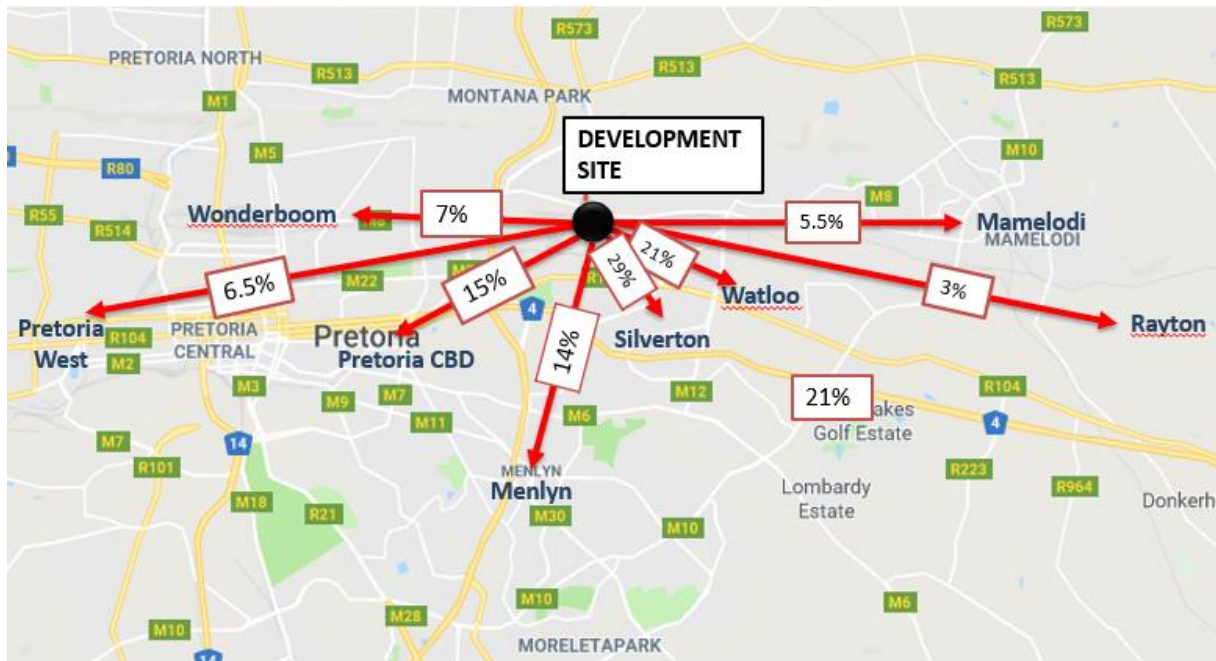 R573
R573
PRETORIA NORTH
R513
R513
R513
M1
MONTANA PARK
DEVELOPMENT
SITE
M5
M10
R80
M8
R55
Wonderboom
7%
5.5%
Mamelodi
MAMELODI
R514
M22
6.5%
15%
29%
21%
3%
Watloo
Rayton
4
Pretoria
West
R104
PRETORIA
CENTRAL
Pretoria
Pretoria CBD
Silverton
14%
M2
M3
M7
M9
M11
M12
M6
R104
21%
akes
Golf Estate
4
M7
14
R101
MENLYN
Menlyn
R223
R964
M18
R21
M30
M10
Lombardy
Estate
Donkerh
M10
M28
M10
M6
MORELETAPARK
14